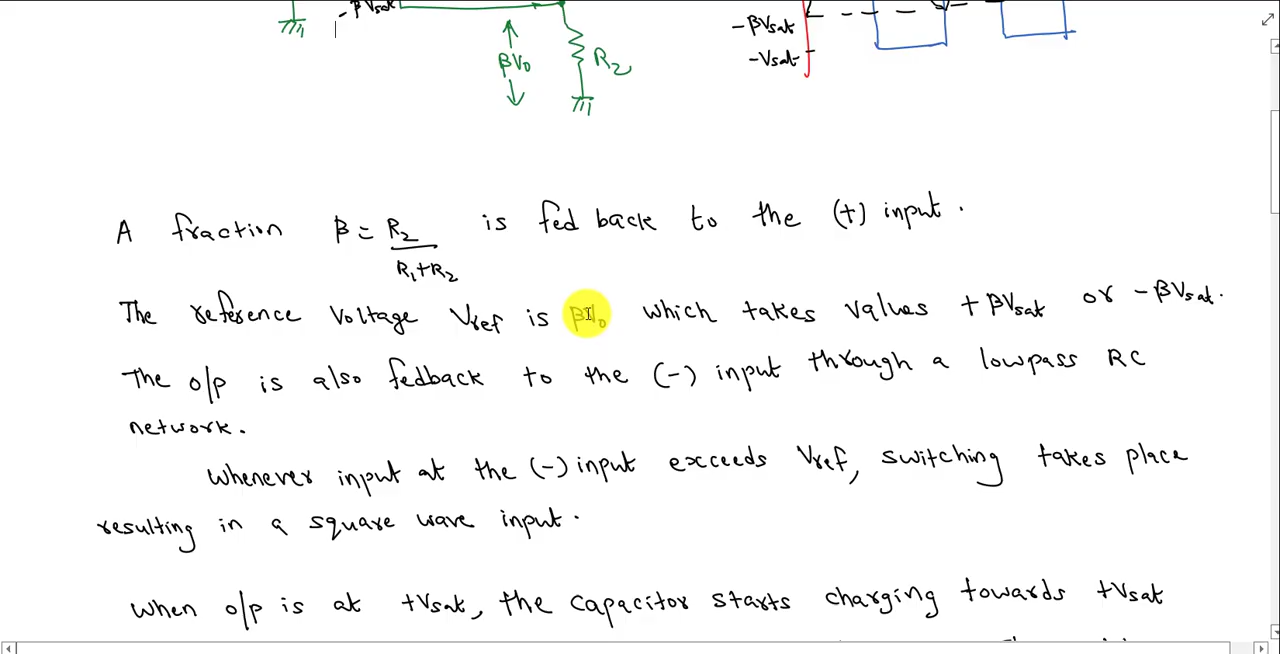 -βVsat
βVo
R2
-βVsat
-Vsat
A fraction β = R2/(R1+R2) is fed back to the (+) input.
The reference voltage Vref is βVo which takes values +βVsat or -βVsat.
The o/p is also fedback to the (-) input through a lowpass RC
network.
Whenever input at the (-) input exceeds Vref, switching takes place
resulting in a square wave input.
When o/p is at +Vsat, the capacitor starts charging towards +Vsat